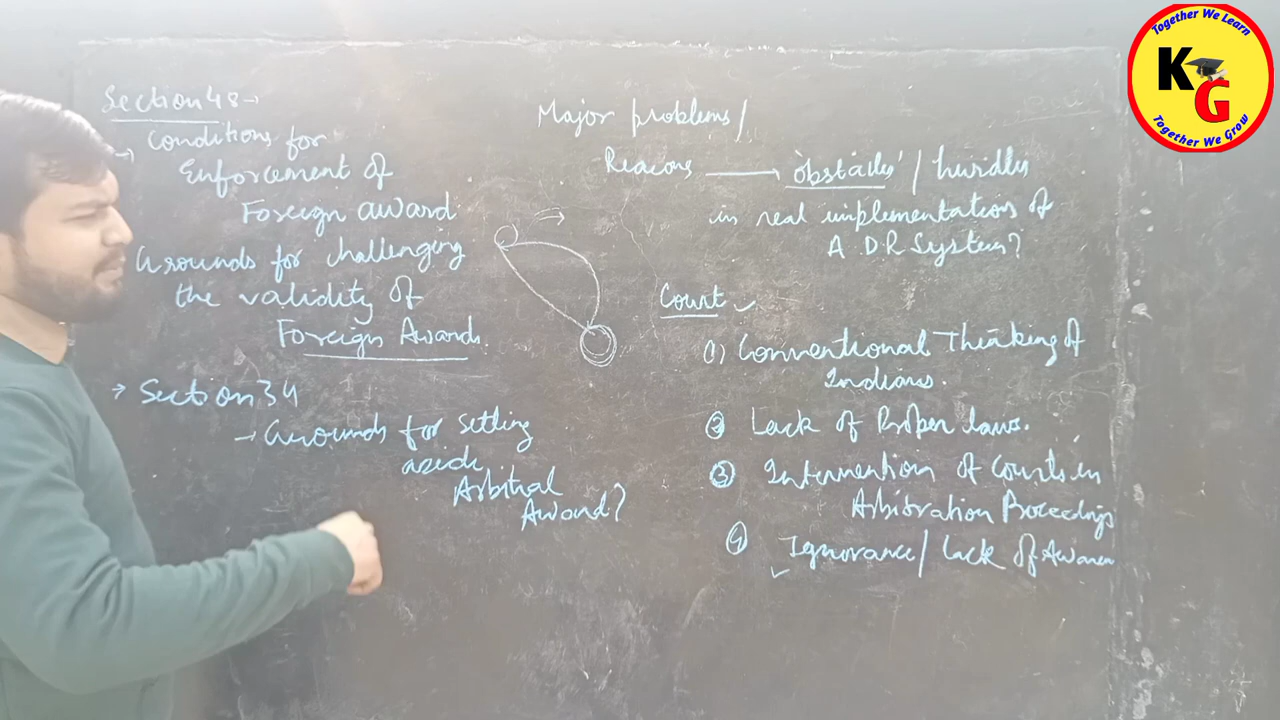 Section 48 →
→ Conditions for
Enforcement of
Foreign award
Grounds for challenging
the validity of
Foreign Awards.
→ Section 34
→ Grounds for setting
aside
Arbitral
Award?
Major problems/
Reasons → 'obstacles' / hurdles
in real implementation of
A DR System?
Court ✓
1) Conventional Thinking of
Indians.
② Lack of Proper laws.
③ Intervention of Courts in
Arbitration Proceedings
④ Ignorance/ Lack of Awaren
Together We Learn
KG
Together We Grow